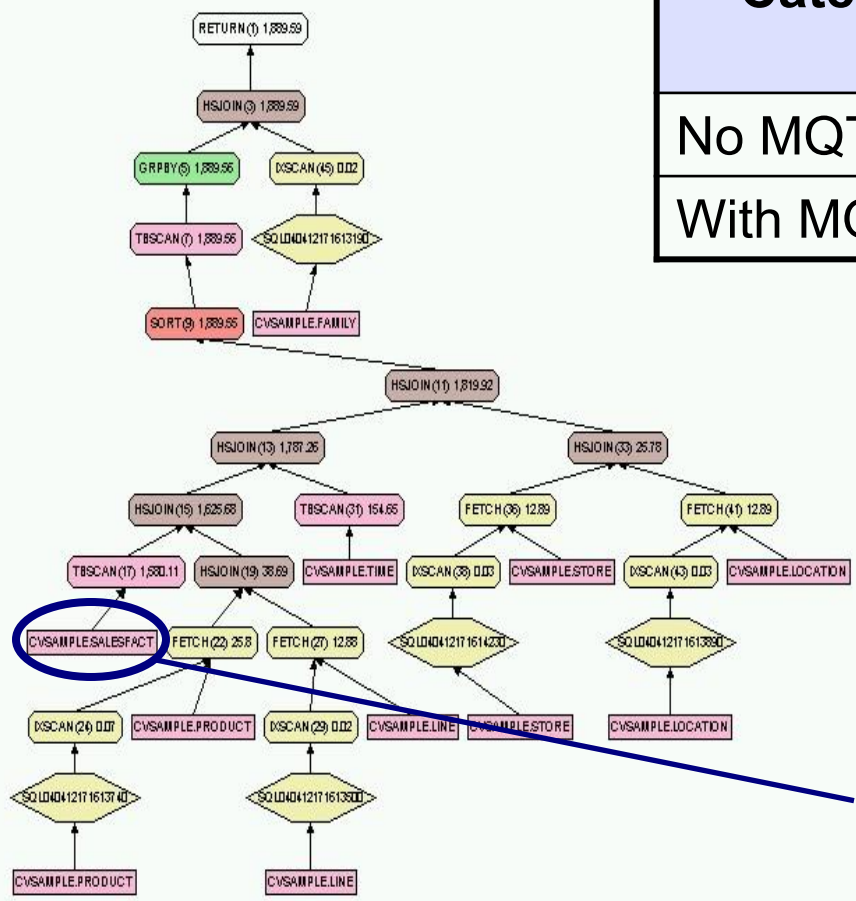 RETURN(1) 1,889.59
HSJOIN(3) 1,889.59
GRPBY(5) 1,889.56
IXSCAN(45) 0.02
TBSCAN(7) 1,889.56
SQL040412171613190
SORT(9) 1,889.55
CVSAMPLE.FAMILY
HSJOIN(11) 1,819.92
HSJOIN(13) 1,787.26
HSJOIN(33) 25.78
HSJOIN(15) 1,625.68
TBSCAN(31) 154.65
FETCH(36) 12.89
FETCH(41) 12.89
TBSCAN(17) 1,580.11
HSJOIN(19) 38.69
CVSAMPLE.TIME
IXSCAN(38) 0.03
CVSAMPLE.STORE
IXSCAN(43) 0.03
CVSAMPLE.LOCATION
CVSAMPLE.SALESFACT
FETCH(22) 25.8
FETCH(27) 12.88
SQL040412171614230
SQL040412171613890
IXSCAN(24) 0.07
CVSAMPLE.PRODUCT
IXSCAN(29) 0.02
CVSAMPLE.LINE
CVSAMPLE.STORE
CVSAMPLE.LOCATION
SQL040412171613740
SQL040412171613500
CVSAMPLE.PRODUCT
CVSAMPLE.LINE
No MQT
With MQ